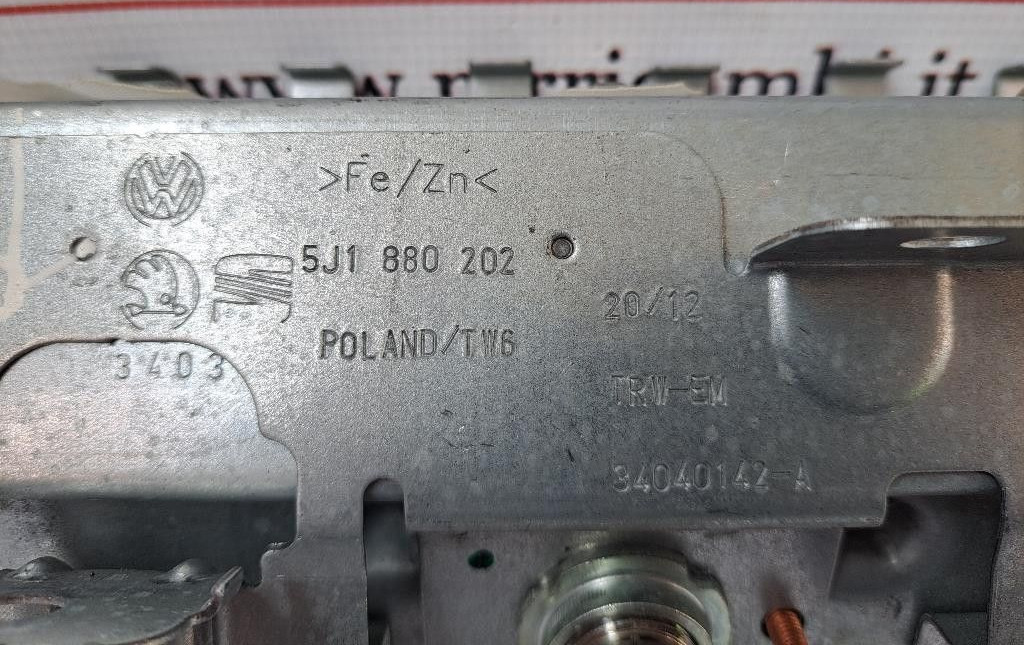 >Fe/Zn<
5J1 880 202
20/12
POLAND/TW6
3403
TRW-EM
34040142-A